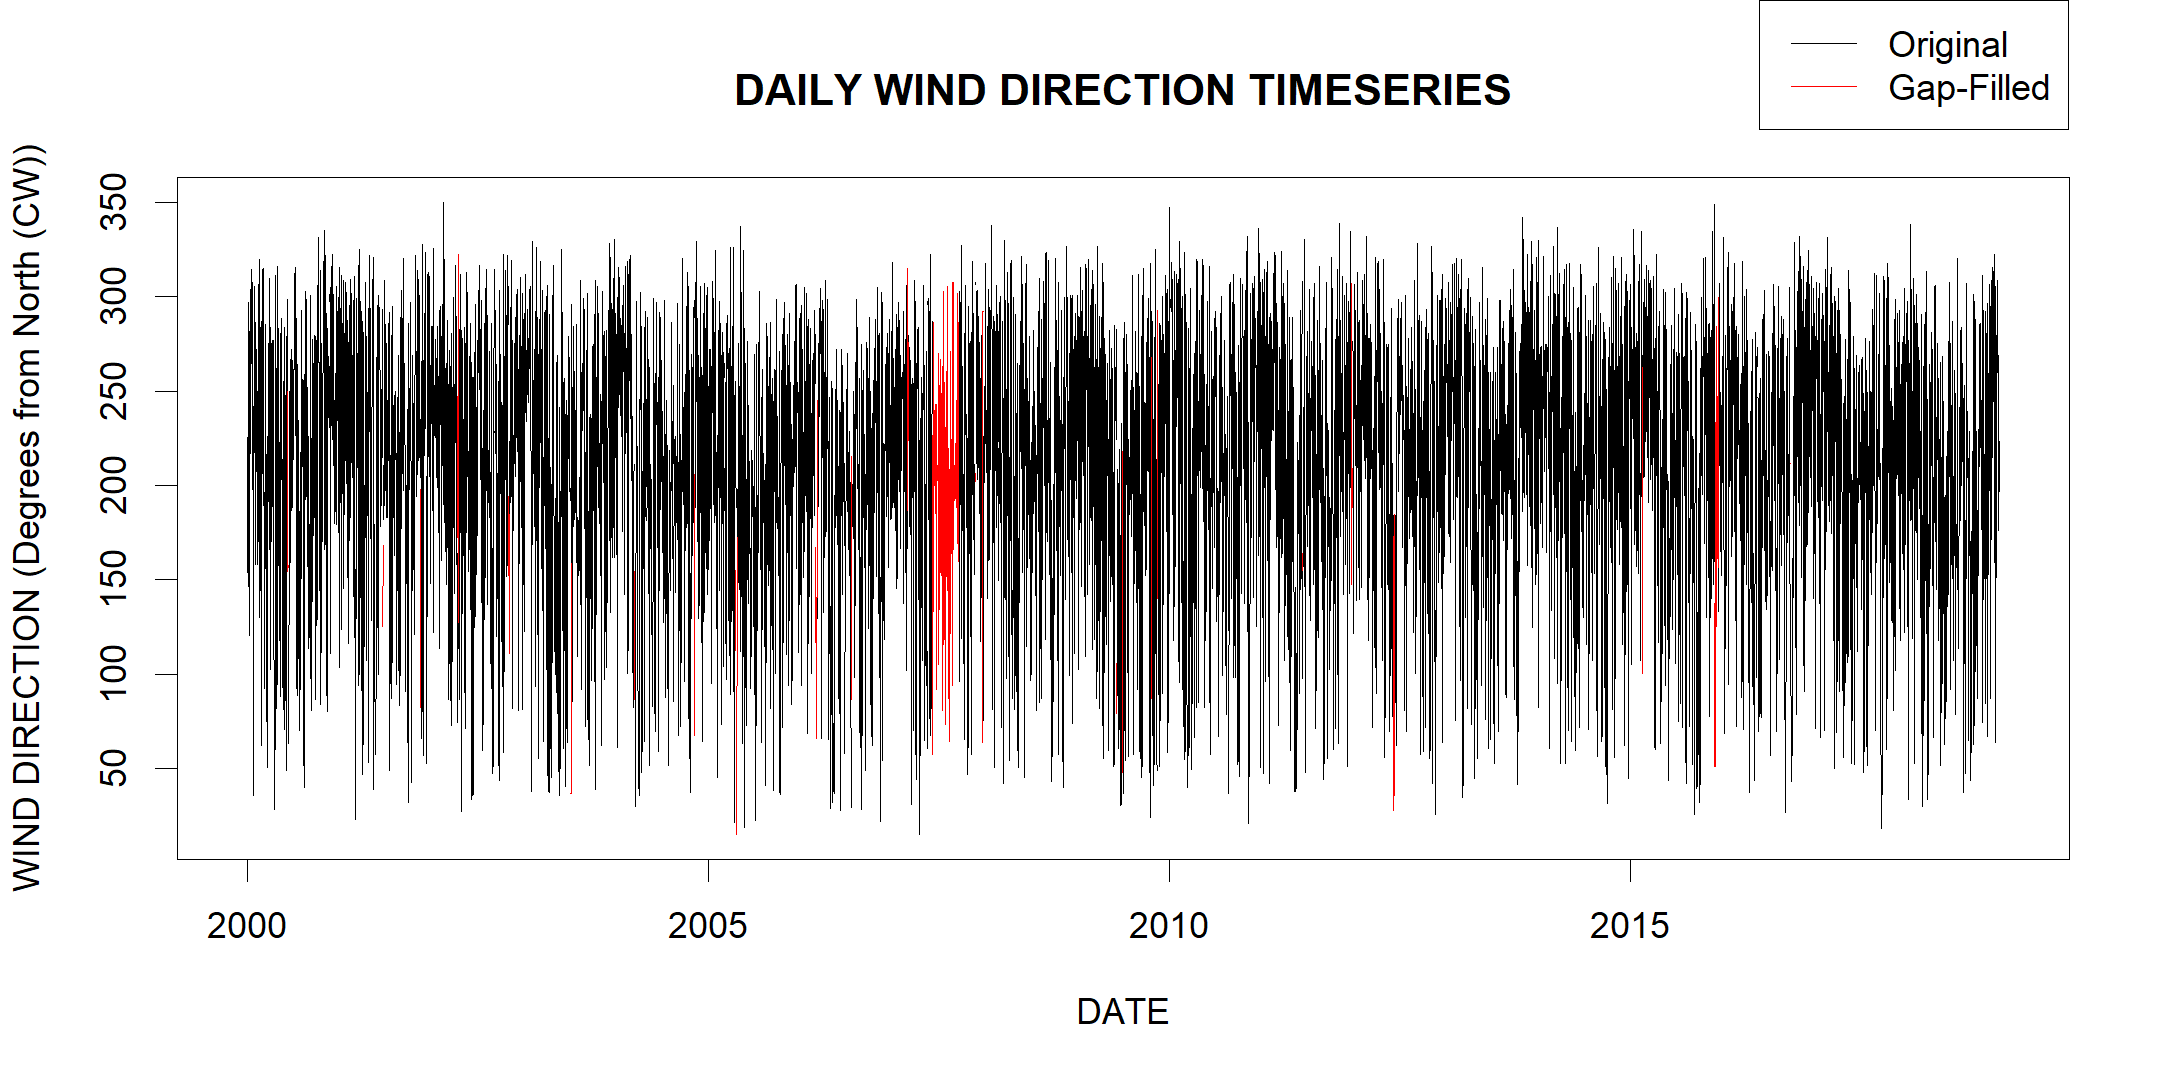 Original
Gap-Filled
DAILY WIND DIRECTION TIMESERIES
WIND DIRECTION (Degrees from North (CW))
350
300
250
200
150
100
50
2000
2005
2010
2015
DATE